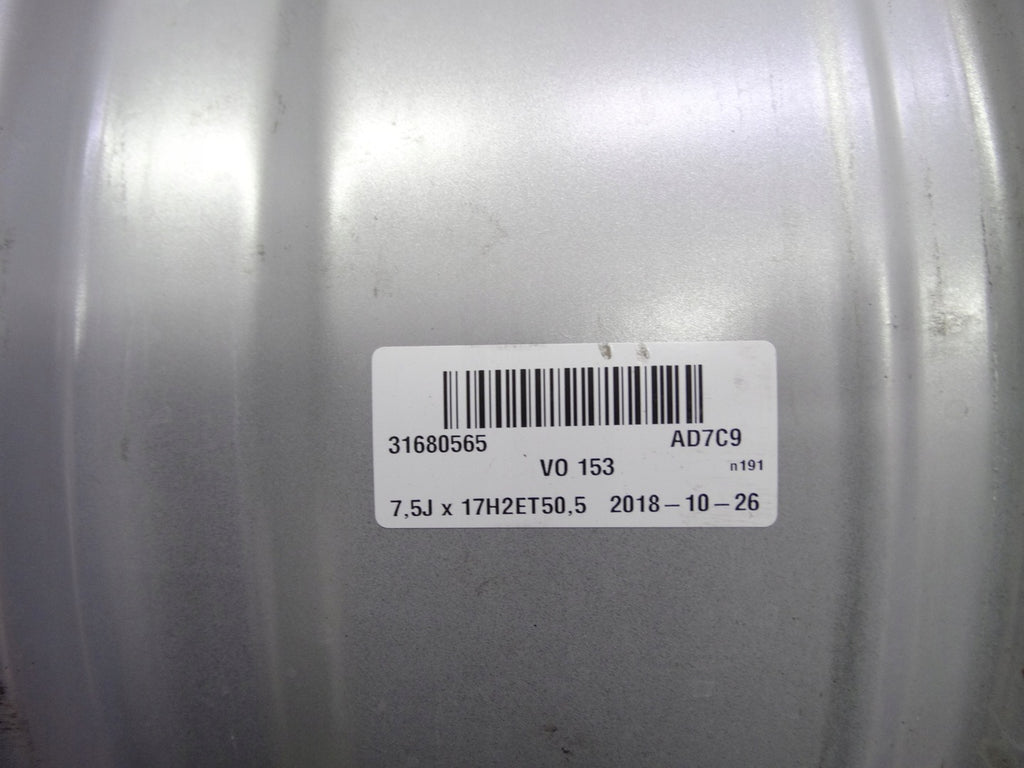 31680565 AD7C9
VO 153 n191
7,5J x 17H2ET50,5 2018-10-26